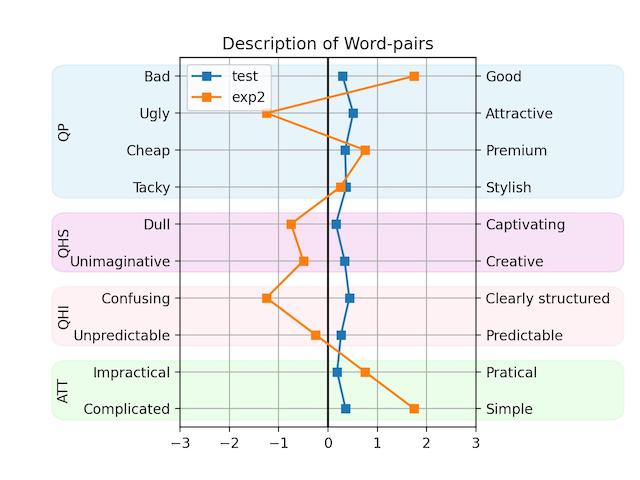 Description of Word-pairs
test
exp2
QP
Bad Good
Ugly Attractive
Cheap Premium
Tacky Stylish
QHS
Dull Captivating
Unimaginative Creative
QHI
Confusing Clearly structured
Unpredictable Predictable
ATT
Impractical Pratical
Complicated Simple
−3 −2 −1 0 1 2 3